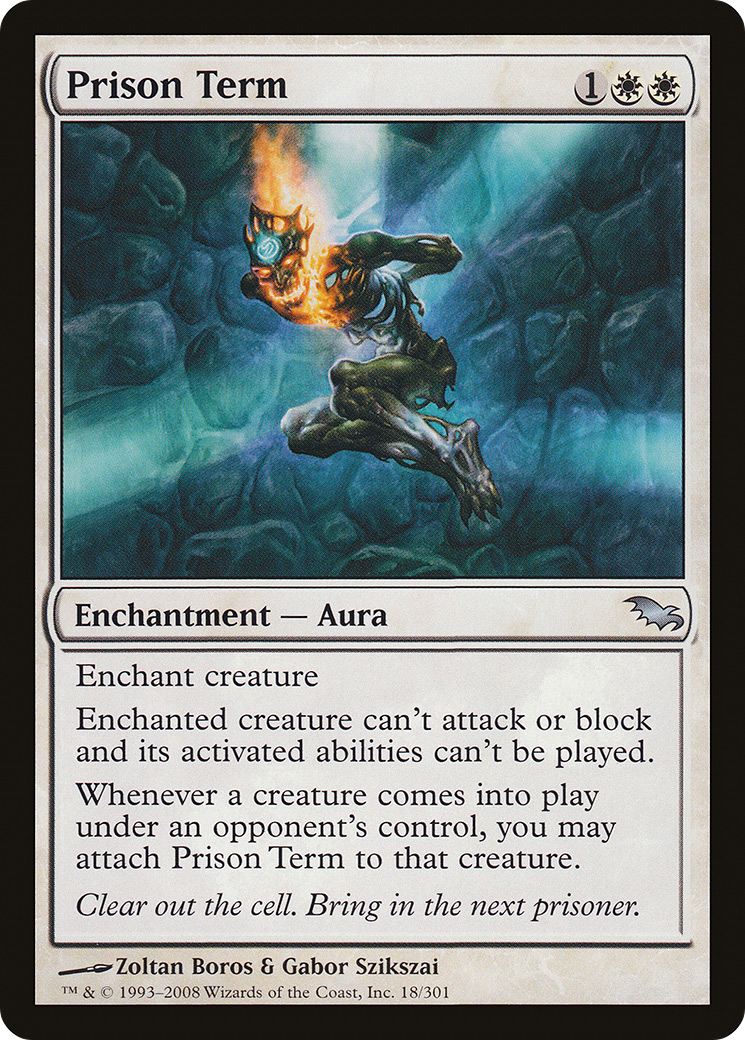 Prison Term 1
Enchantment — Aura
Enchant creature
Enchanted creature can't attack or block
and its activated abilities can't be played.
Whenever a creature comes into play
under an opponent's control, you may
attach Prison Term to that creature.
Clear out the cell. Bring in the next prisoner.
Zoltan Boros & Gabor Szikszai
™ & © 1993–2008 Wizards of the Coast, Inc. 18/301